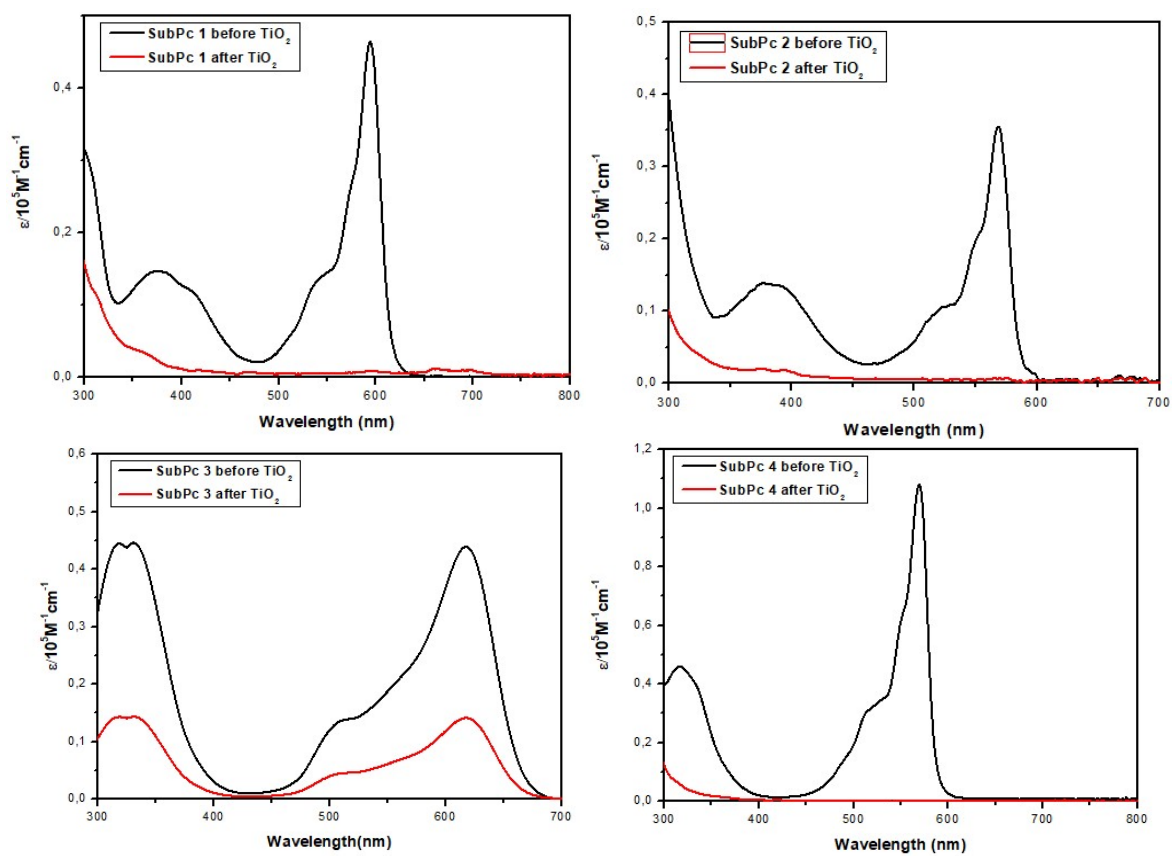 SubPc 1 before TiO₂
SubPc 1 after TiO₂
0,4
0,2
0,0
300 400 500 600 700 800
Wavelength (nm)
ε/10⁵M⁻¹cm⁻¹
SubPc 2 before TiO₂
SubPc 2 after TiO₂
0,5
0,4
0,3
0,2
0,1
0,0
300 400 500 600 700
Wavelength (nm)
ε/10⁵M⁻¹cm⁻¹
SubPc 3 before TiO₂
SubPc 3 after TiO₂
0,6
0,5
0,4
0,3
0,2
0,1
0,0
300 400 500 600 700
Wavelength(nm)
ε/10⁵M⁻¹cm⁻¹
SubPc 4 before TiO₂
SubPc 4 after TiO₂
1,2
1,0
0,8
0,6
0,4
0,2
0,0
300 400 500 600 700 800
Wavelength (nm)
ε/10⁵M⁻¹cm⁻¹